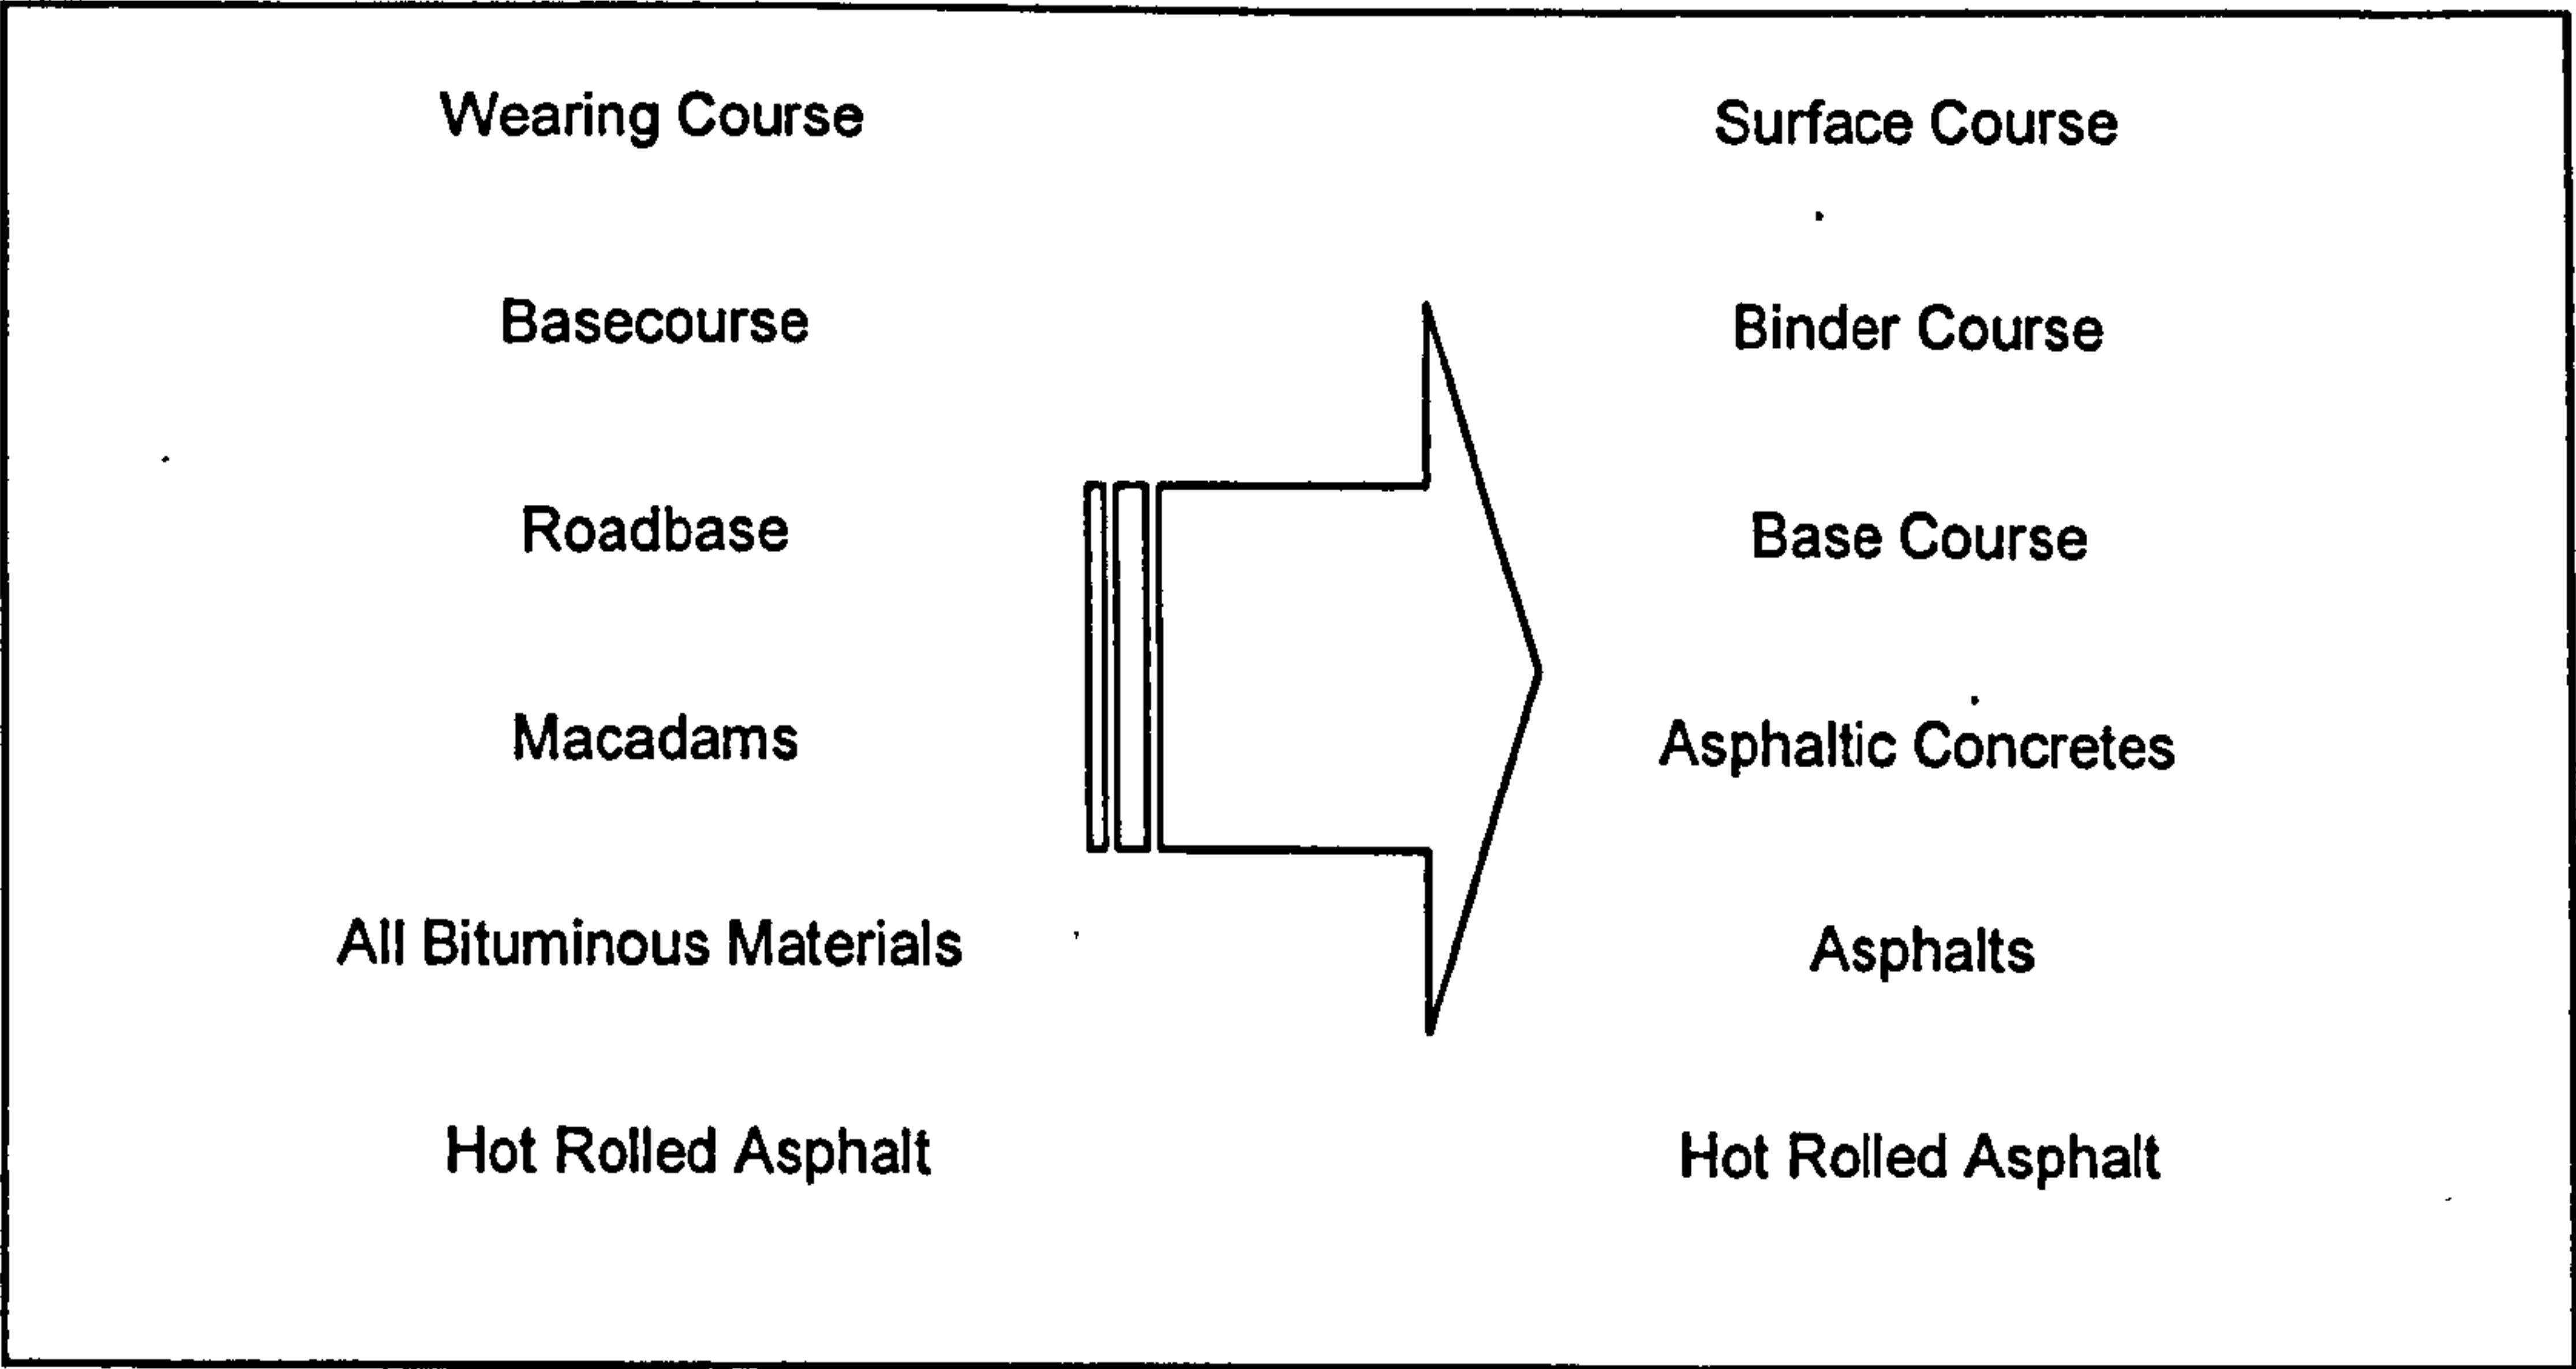 Wearing Course
Surface Course
Basecourse
Binder Course
Roadbase
Base Course
Macadams
Asphaltic Concretes
All Bituminous Materials
Asphalts
Hot Rolled Asphalt
Hot Rolled Asphalt